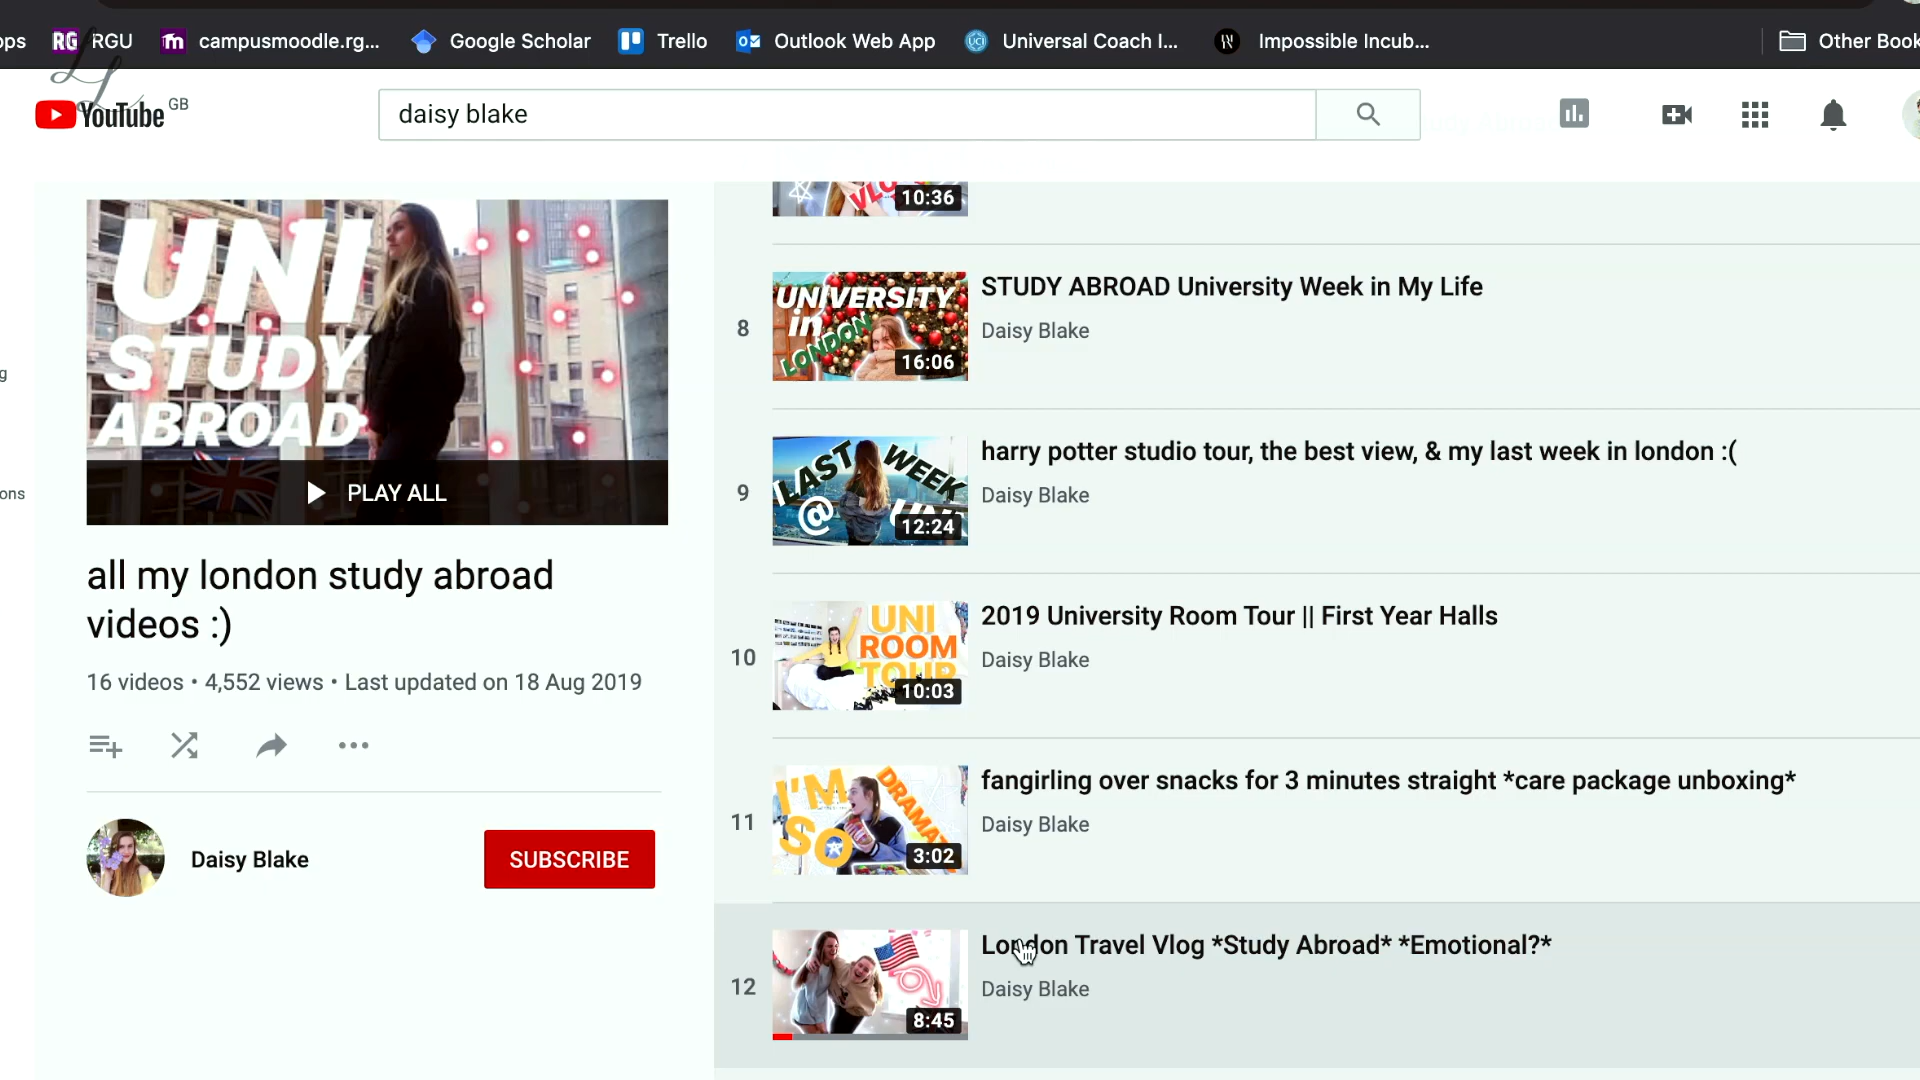 ops RGU campusmoodle.rg... Google Scholar Trello Outlook Web App Universal Coach I... Impossible Incub... Other Book
YouTube GB
daisy blake
UNI
STUDY
ABROAD
PLAY ALL
all my london study abroad
videos :)
16 videos • 4,552 views • Last updated on 18 Aug 2019
Daisy Blake
SUBSCRIBE
VLO
10:36
8
UNIVERSITY
in
LONDON
16:06
STUDY ABROAD University Week in My Life
Daisy Blake
9
LAST WEEK
@ UNI
12:24
harry potter studio tour, the best view, & my last week in london :(
Daisy Blake
10
UNI
ROOM
TOUR
10:03
2019 University Room Tour || First Year Halls
Daisy Blake
11
I'M
SO
DRAMAT
3:02
fangirling over snacks for 3 minutes straight *care package unboxing*
Daisy Blake
12
8:45
London Travel Vlog *Study Abroad* *Emotional?*
Daisy Blake
g
ons